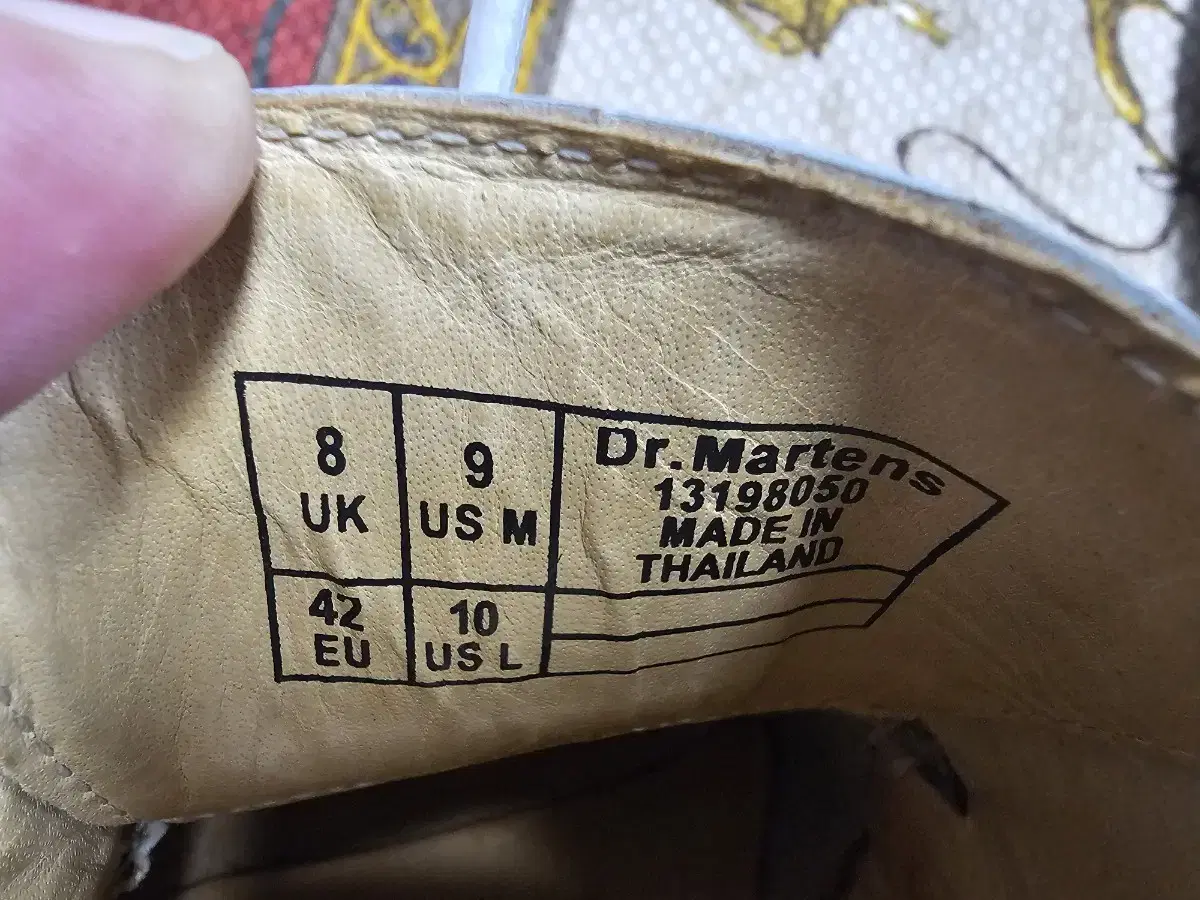 8
UK
9
US M
42
EU
10
US L
Dr.Martens
13198050
MADE IN
THAILAND